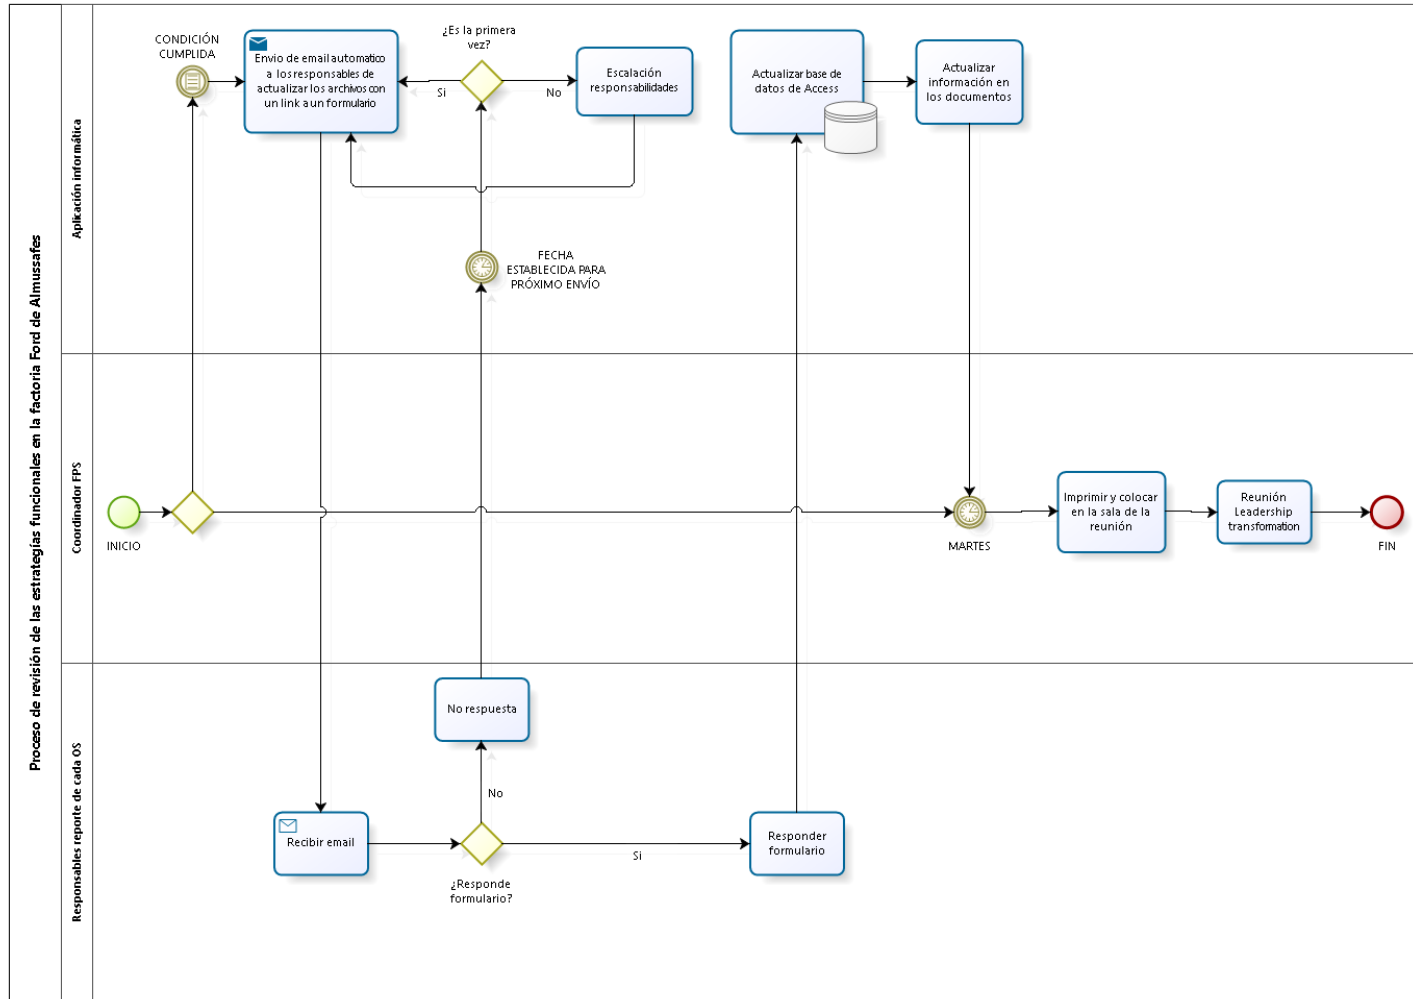 Proceso de revisión de las estrategias funcionales en la factoria Ford de Almussafes
Aplicación informática
CONDICIÓN
CUMPLIDA
Envio de email automatico
a los responsables de
actualizar los archivos con
un link a un formulario
¿Es la primera
vez?
Si
No
Escalación
responsabilidades
Actualizar base de
datos de Access
Actualizar
información en
los documentos
FECHA
ESTABLECIDA PARA
PRÓXIMO ENVÍO
Coordinador FPS
INICIO
MARTES
Imprimir y colocar
en la sala de la
reunión
Reunión
Leadership
transformation
FIN
Responsables reporte de cada OS
No respuesta
No
Recibir email
¿Responde
formulario?
Si
Responder
formulario